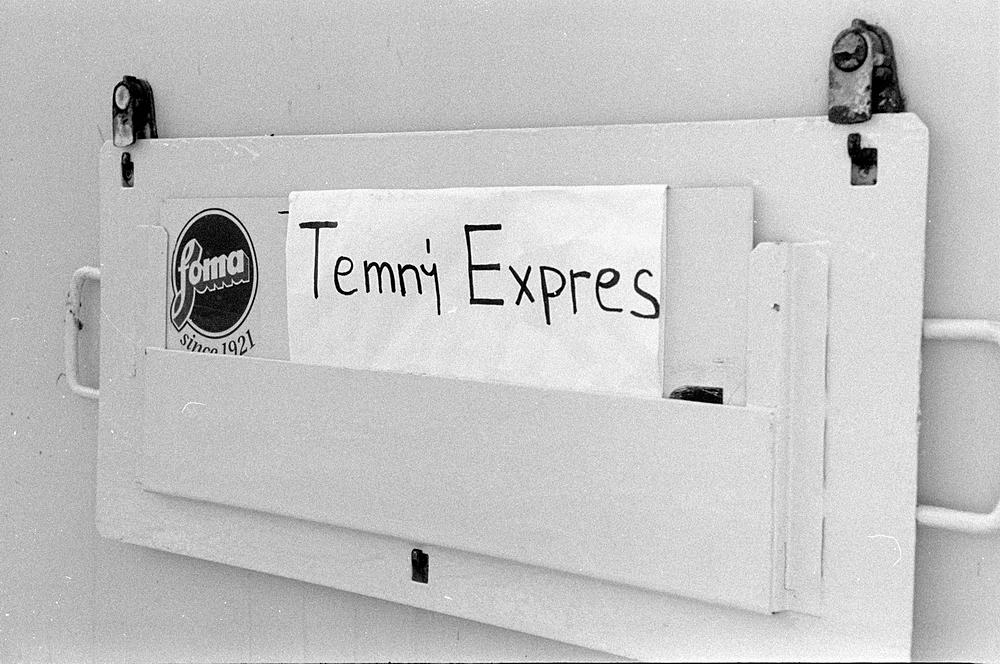 foma
since 1921
Temný Expres